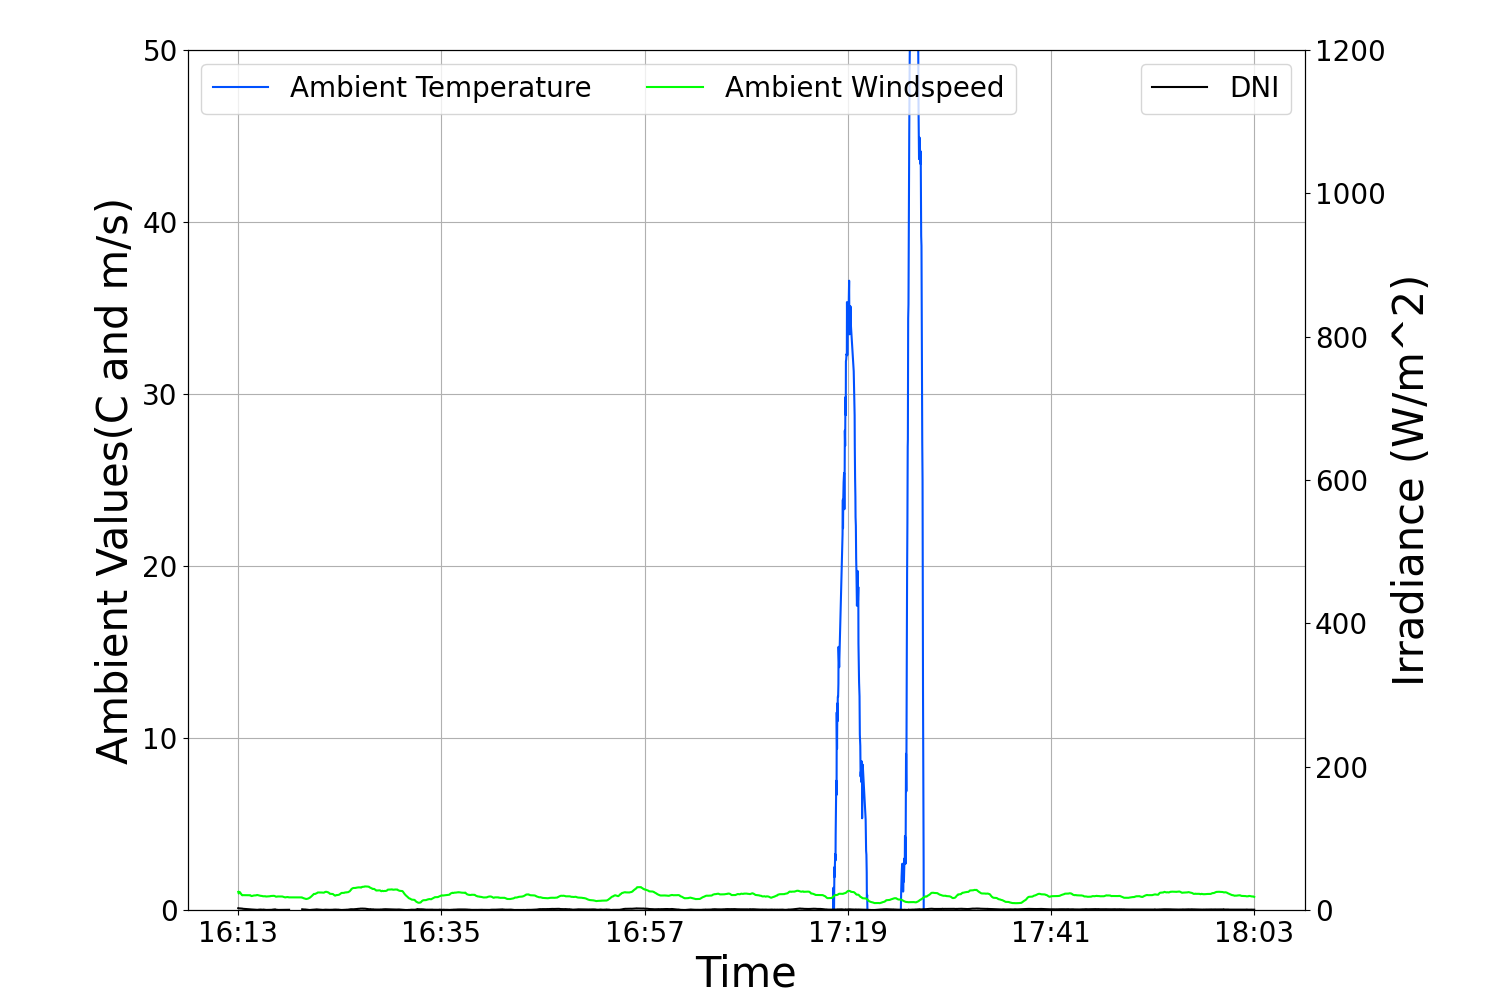 Ambient Temperature Ambient Windspeed DNI
Ambient Values(C and m/s)
50
40
30
20
10
0
1200
1000
800
600
400
200
0
Irradiance (W/m^2)
16:13 16:35 16:57 17:19 17:41 18:03
Time